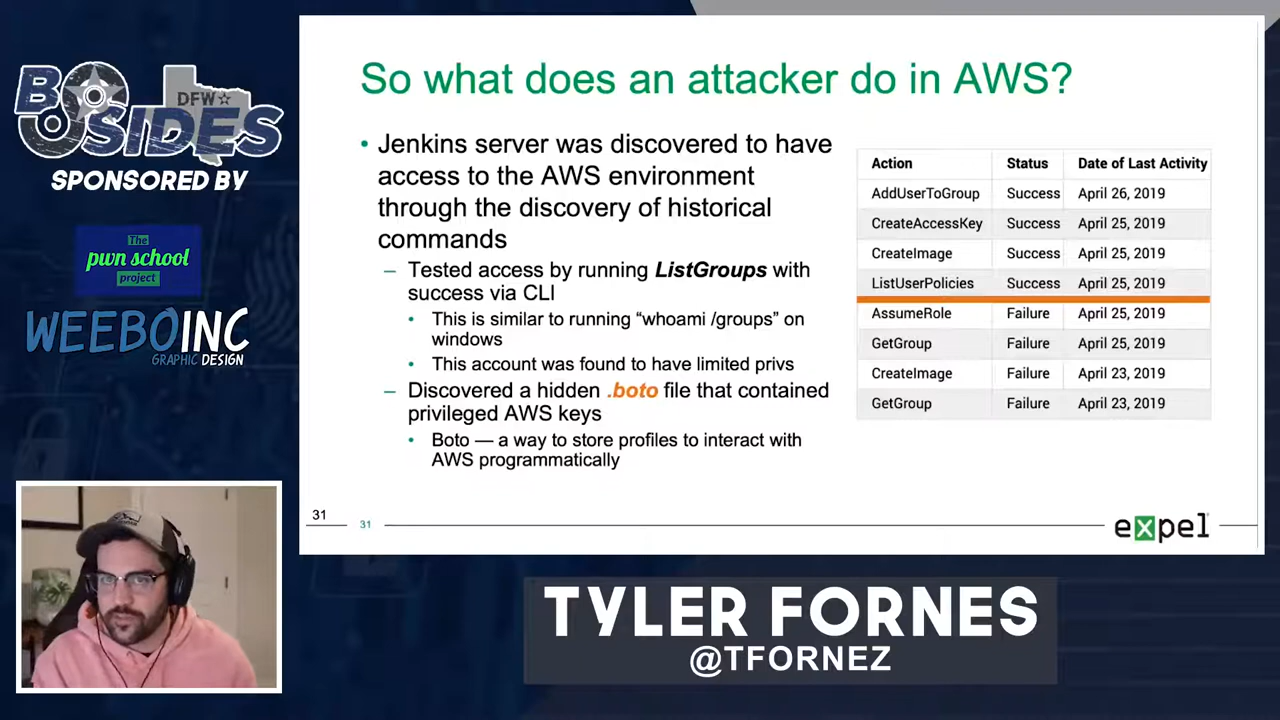 BSIDES
DFW
SPONSORED BY
The
pwn school
project
WEEBOINC
GRAPHIC DESIGN
So what does an attacker do in AWS?
• Jenkins server was discovered to have
access to the AWS environment
through the discovery of historical
commands
– Tested access by running ListGroups with
success via CLI
• This is similar to running “whoami /groups” on
windows
• This account was found to have limited privs
– Discovered a hidden .boto file that contained
privileged AWS keys
• Boto — a way to store profiles to interact with
AWS programmatically
Action Status Date of Last Activity
AddUserToGroup Success April 26, 2019
CreateAccessKey Success April 25, 2019
CreateImage Success April 25, 2019
ListUserPolicies Success April 25, 2019
AssumeRole Failure April 25, 2019
GetGroup Failure April 25, 2019
CreateImage Failure April 23, 2019
GetGroup Failure April 23, 2019
31
31
expel
TYLER FORNES
@TFORNEZ